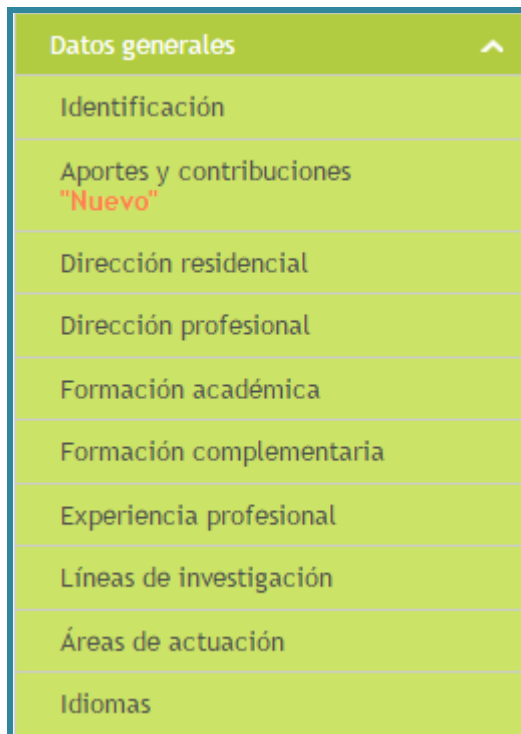 Datos generales
Identificación
Aportes y contribuciones
"Nuevo"
Dirección residencial
Dirección profesional
Formación académica
Formación complementaria
Experiencia profesional
Líneas de investigación
Áreas de actuación
Idiomas